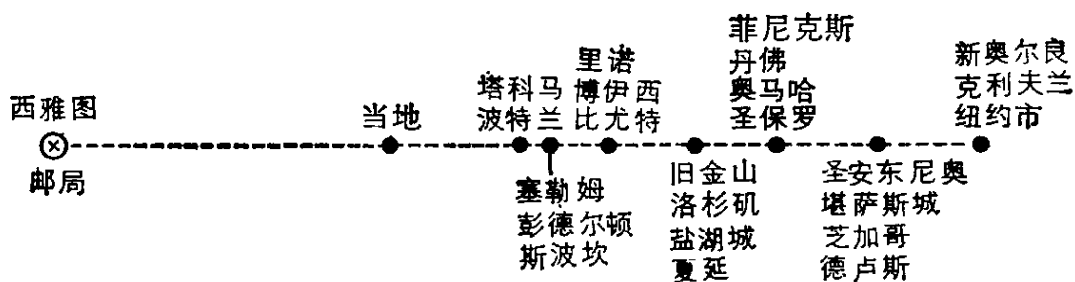 西雅图
邮局
当地
塔科马
波特兰
塞勒姆
彭德尔顿
斯波坎
里诺
博伊西
比尤特
旧金山
洛杉矶
盐湖城
夏延
菲尼克斯
丹佛
奥马哈
圣保罗
圣安东尼奥
堪萨斯城
芝加哥
德卢斯
新奥尔良
克利夫兰
纽约市